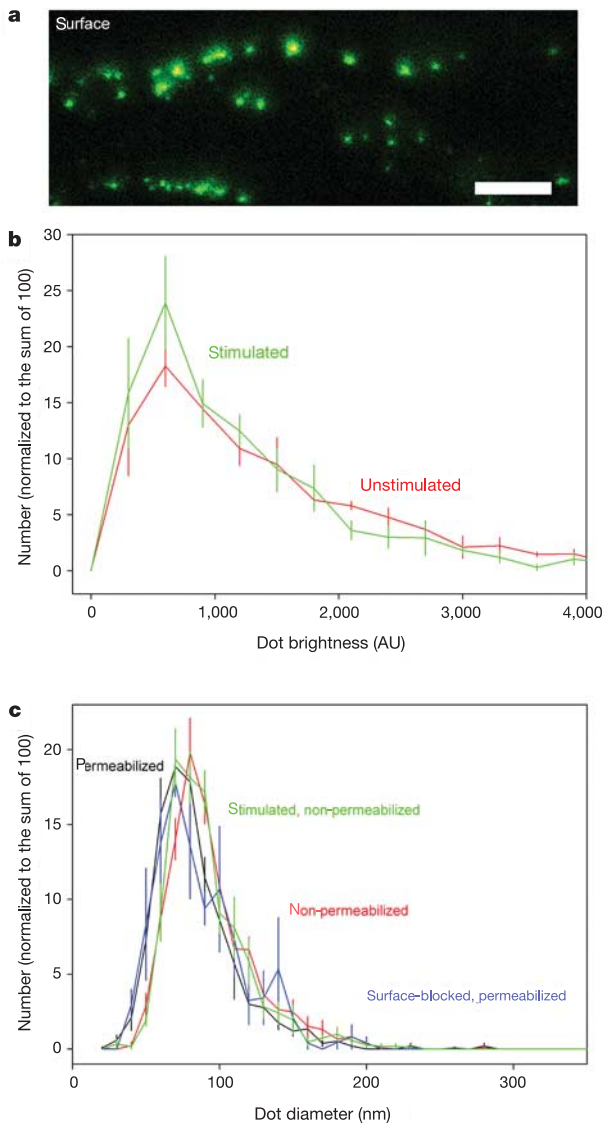 a
Surface
b
Number (normalized to the sum of 100)
30
25
20
15
10
5
0
Stimulated
Unstimulated
0 1,000 2,000 3,000 4,000
Dot brightness (AU)
c
Number (normalized to the sum of 100)
20
15
10
5
0
Permeabilized
Stimulated, non-permeabilized
Non-permeabilized
Surface-blocked, permeabilized
0 100 200 300
Dot diameter (nm)